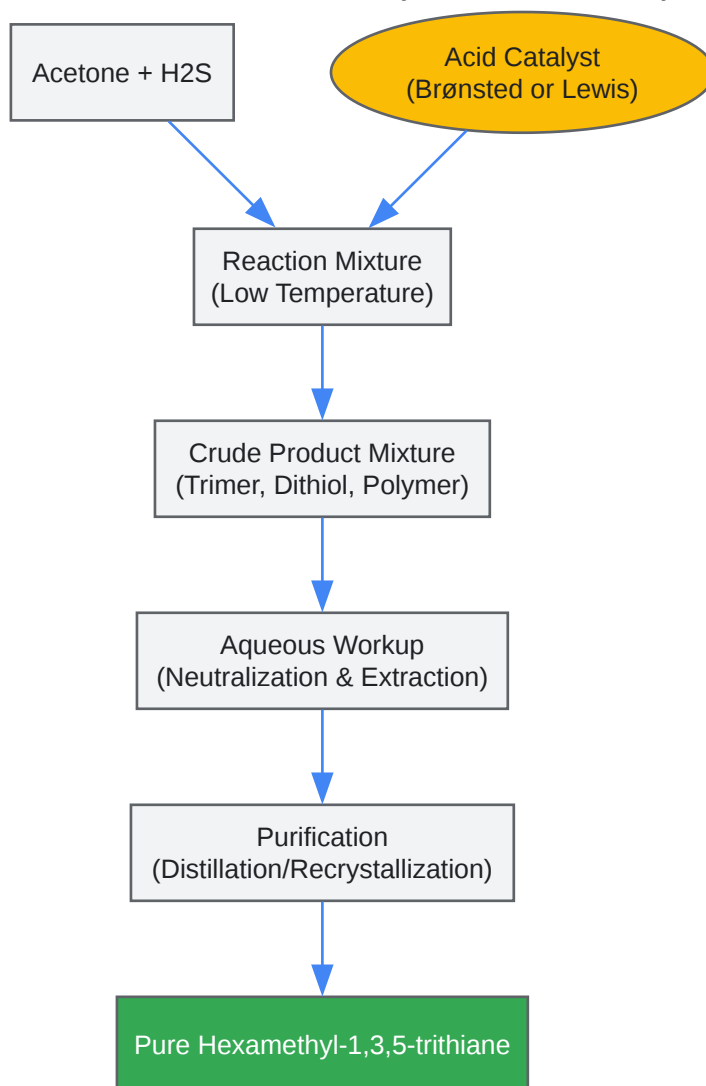 Acetone + H2S
Acid Catalyst
(Brønsted or Lewis)
Reaction Mixture
(Low Temperature)
Crude Product Mixture
(Trimer, Dithiol, Polymer)
Aqueous Workup
(Neutralization & Extraction)
Purification
(Distillation/Recrystallization)
Pure Hexamethyl-1,3,5-trithiane